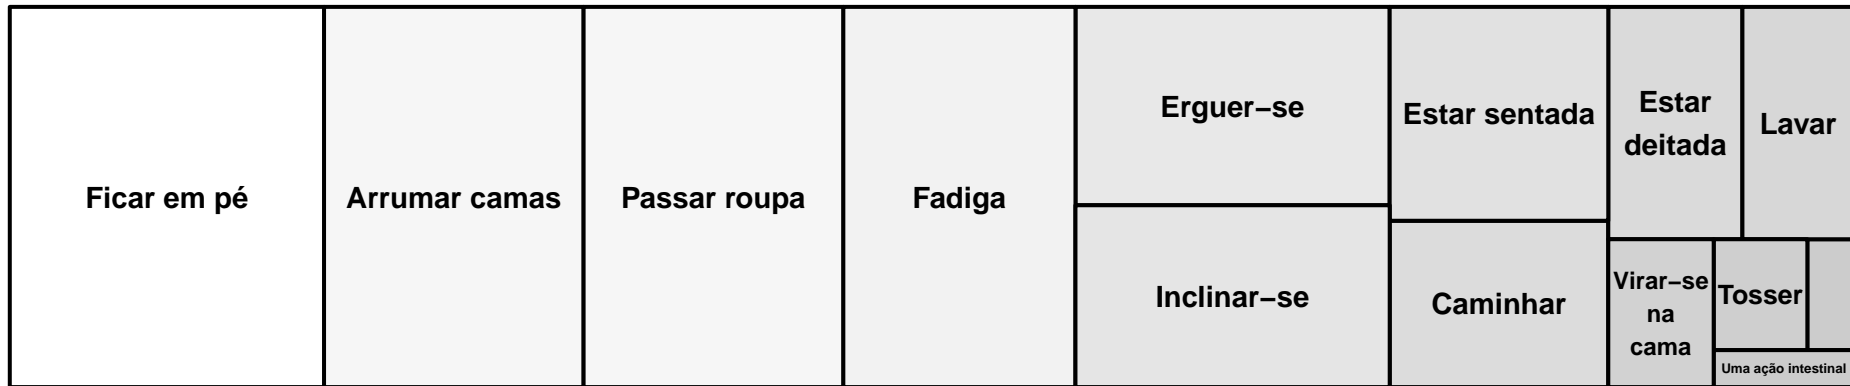 Ficar em pé
Arrumar camas
Passar roupa
Fadiga
Erguer−se
Inclinar−se
Estar sentada
Caminhar
Estar
deitada
Lavar
Virar−se
na
cama
Tosser
Uma ação intestinal